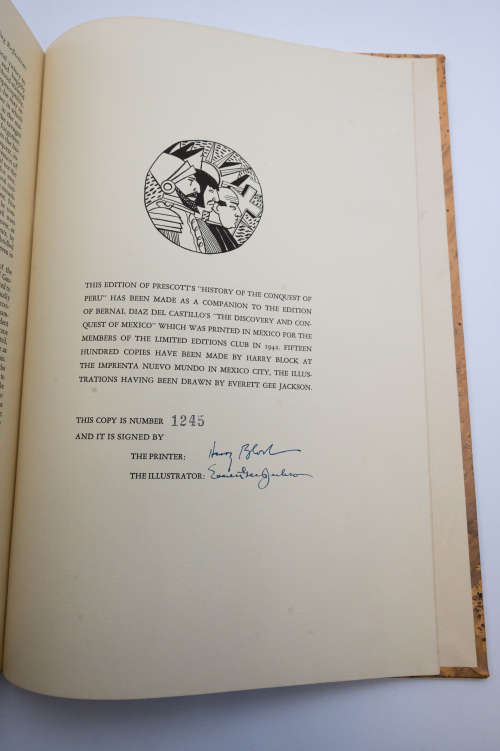 THIS EDITION OF PRESCOTT'S "HISTORY OF THE CONQUEST OF
PERU" HAS BEEN MADE AS A COMPANION TO THE EDITION
OF BERNAL DIAZ DEL CASTILLO'S "THE DISCOVERY AND CON-
QUEST OF MEXICO" WHICH WAS PRINTED IN MEXICO FOR THE
MEMBERS OF THE LIMITED EDITIONS CLUB IN 1942. FIFTEEN
HUNDRED COPIES HAVE BEEN MADE BY HARRY BLOCK AT
THE IMPRENTA NUEVO MUNDO IN MEXICO CITY, THE ILLUS-
TRATIONS HAVING BEEN DRAWN BY EVERETT GEE JACKSON.
THIS COPY IS NUMBER 1245
AND IT IS SIGNED BY
THE PRINTER: Harry Block
THE ILLUSTRATOR: Everett Gee Jackson